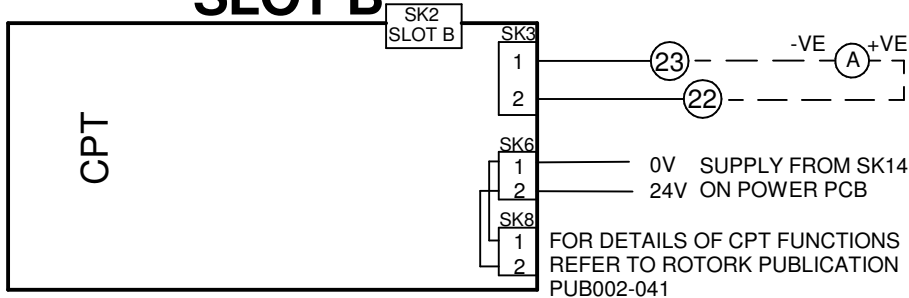 SLOT B
SK2
SLOT B
SK3
1
2
23
22
-VE
A
+VE
CPT
SK6
1
2
0V SUPPLY FROM SK14
24V ON POWER PCB
SK8
1
2
FOR DETAILS OF CPT FUNCTIONS
REFER TO ROTORK PUBLICATION
PUB002-041